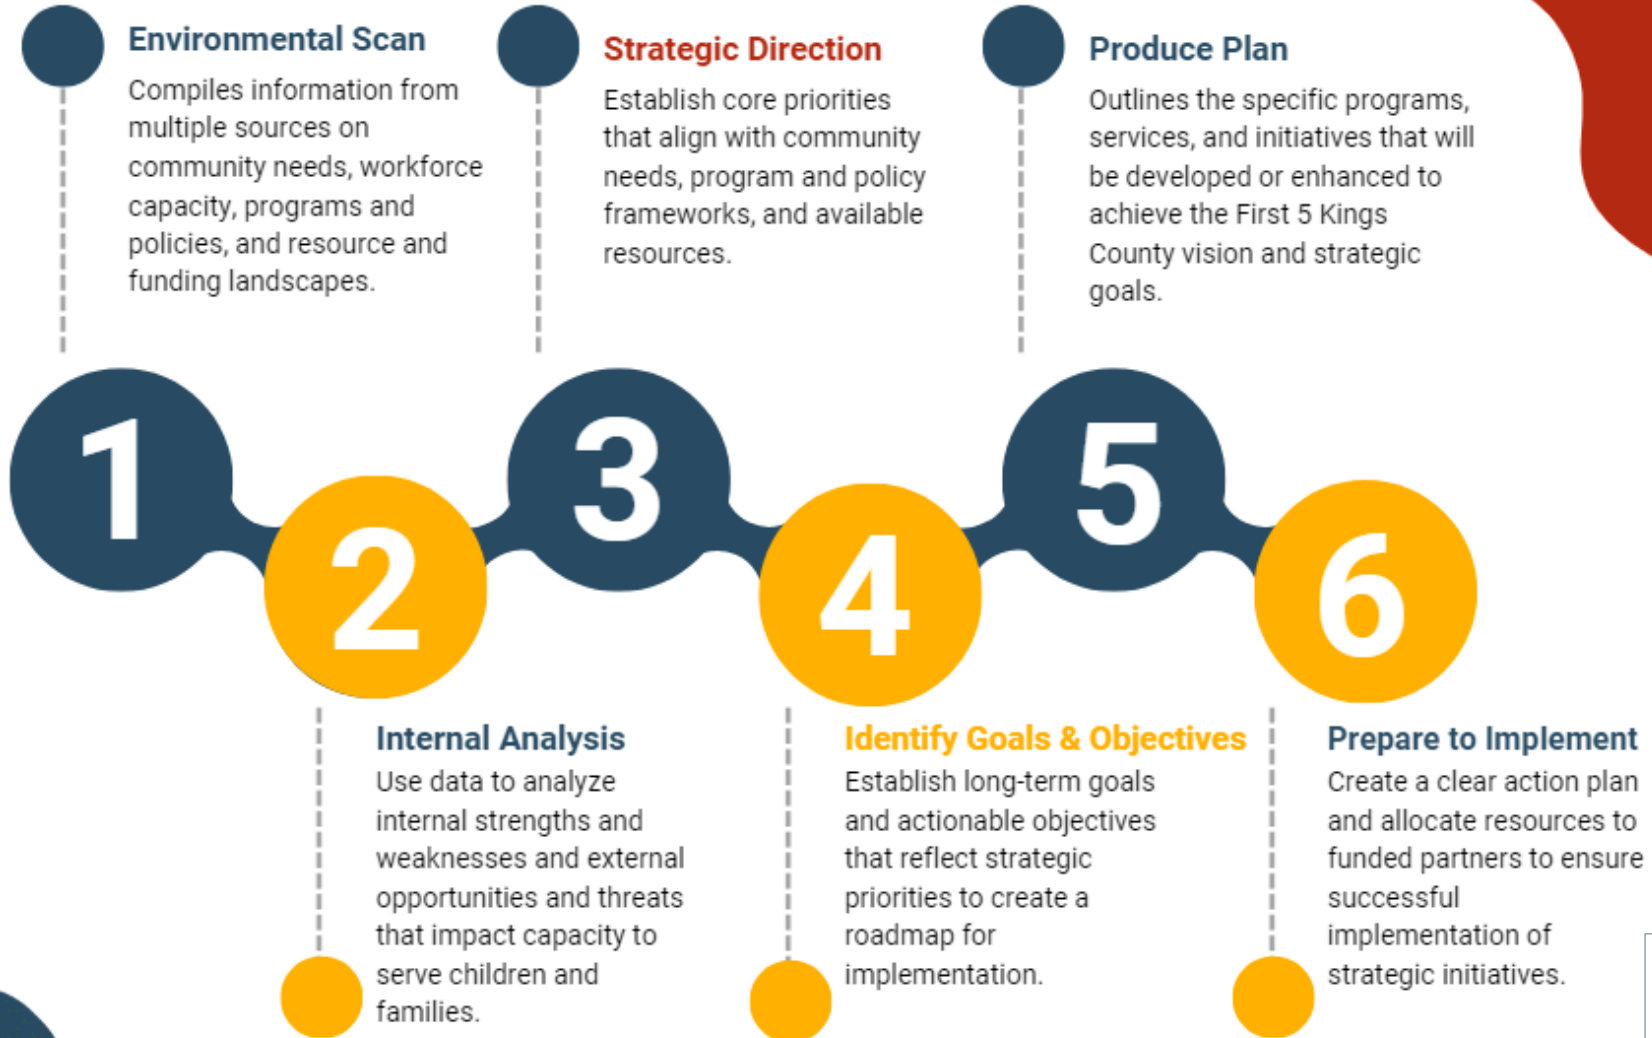 Environmental Scan
Compiles information from
multiple sources on
community needs, workforce
capacity, programs and
policies, and resource and
funding landscapes.
Strategic Direction
Establish core priorities
that align with community
needs, program and policy
frameworks, and available
resources.
Produce Plan
Outlines the specific programs,
services, and initiatives that will
be developed or enhanced to
achieve the First 5 Kings
County vision and strategic
goals.
1
2
3
4
5
6
Internal Analysis
Use data to analyze
internal strengths and
weaknesses and external
opportunities and threats
that impact capacity to
serve children and
families.
Identify Goals & Objectives
Establish long-term goals
and actionable objectives
that reflect strategic
priorities to create a
roadmap for
implementation.
Prepare to Implement
Create a clear action plan
and allocate resources to
funded partners to ensure
successful
implementation of
strategic initiatives.